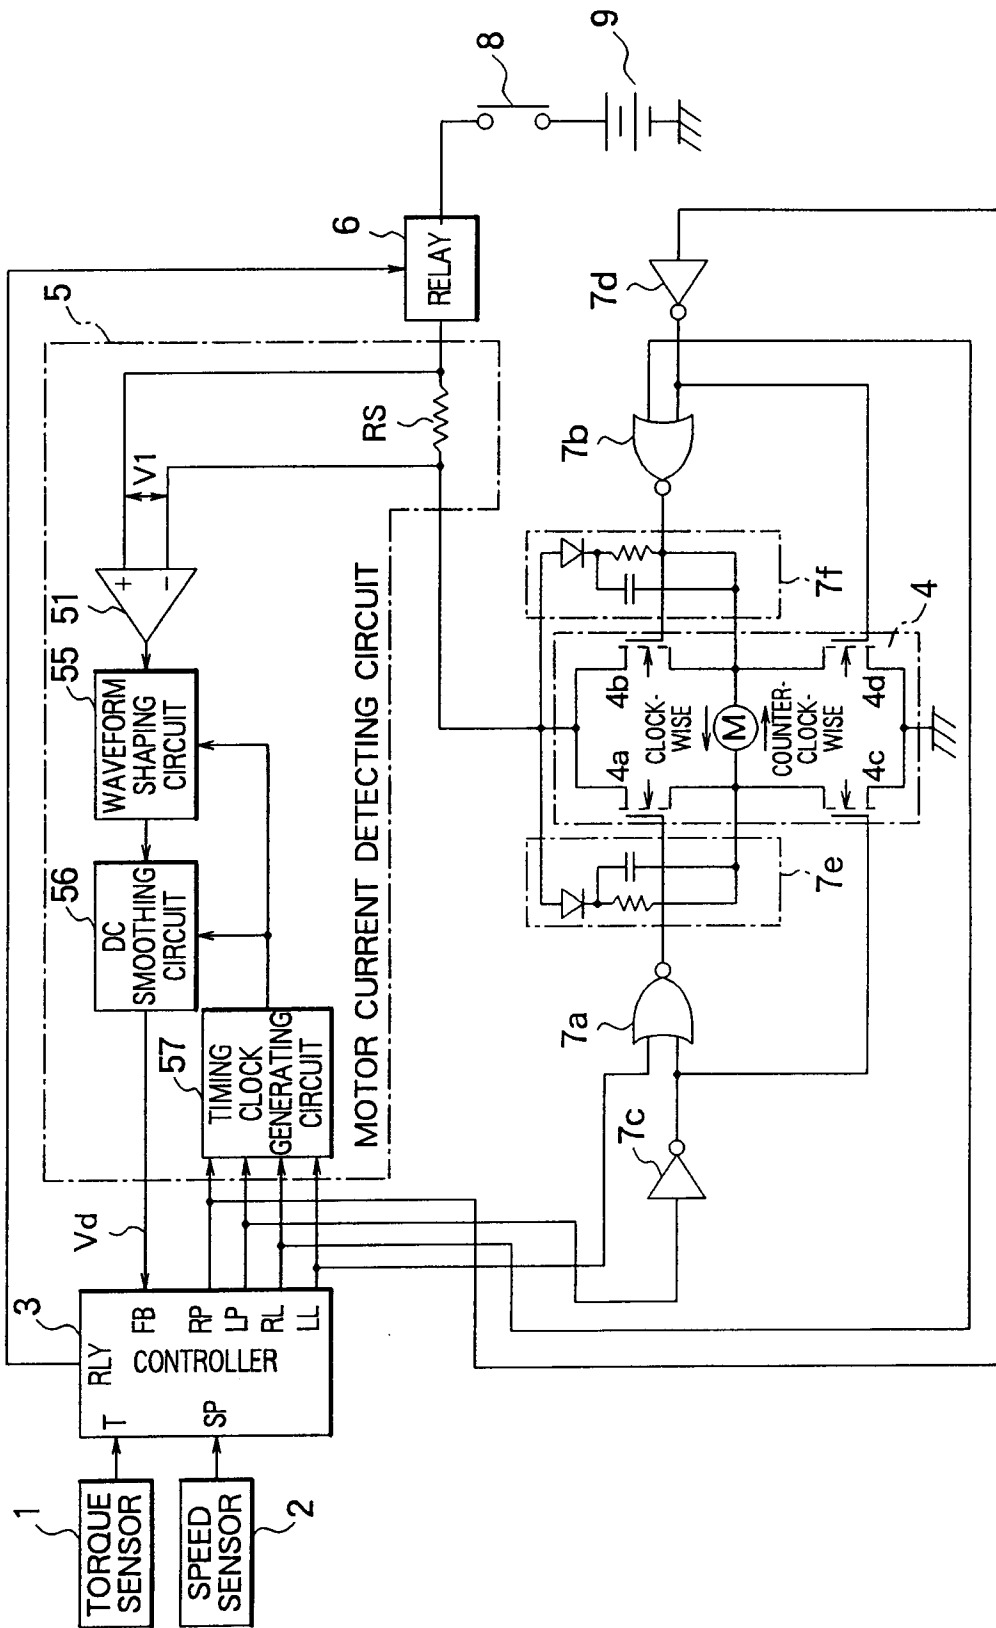 1
TORQUE
SENSOR
SPEED
SENSOR
2
3
RLY
T
FB
SP
RP
CONTROLLER
LP
RL
LL
Vd
56
DC
SMOOTHING
CIRCUIT
55
WAVEFORM
SHAPING
CIRCUIT
51
+
−
V1
57
TIMING
CLOCK
GENERATING
CIRCUIT
MOTOR CURRENT DETECTING CIRCUIT
5
RS
6
RELAY
8
9
7c
7a
7e
4a
4b
CLOCK-
WISE
M
COUNTER-
CLOCK-
WISE
4c
4d
4
7f
7b
7d